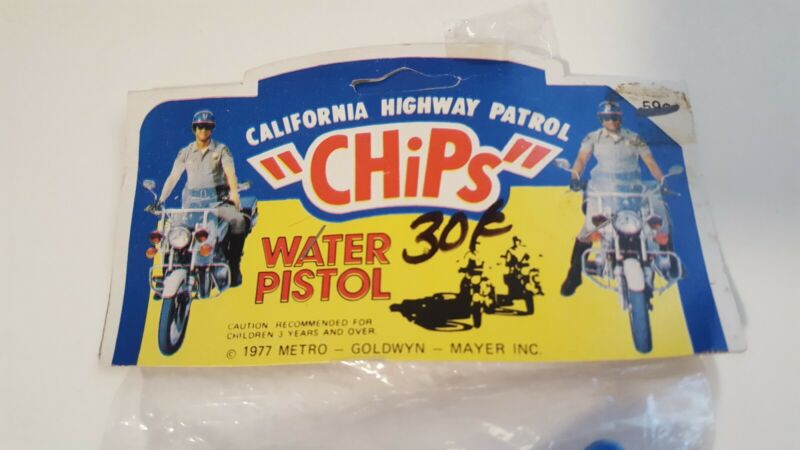 59¢
CALIFORNIA HIGHWAY PATROL
"CHiPs"
30¢
WATER
PISTOL
CAUTION: RECOMMENDED FOR
CHILDREN 3 YEARS AND OVER.
© 1977 METRO – GOLDWYN – MAYER INC.